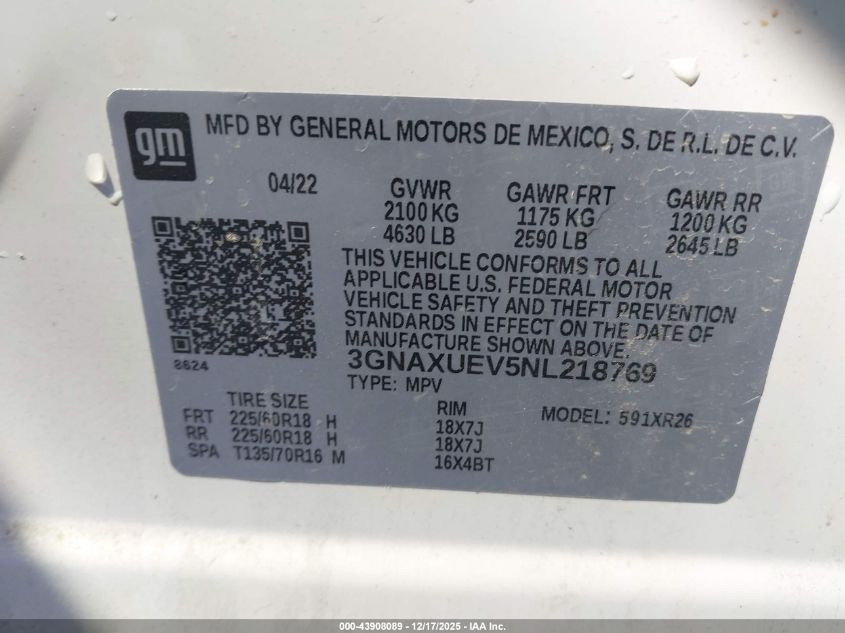 gm
MFD BY GENERAL MOTORS DE MEXICO, S. DE R.L. DE C.V.
04/22
GVWR
2100 KG
4630 LB
GAWR FRT
1175 KG
2590 LB
GAWR RR
1200 KG
2645 LB
THIS VEHICLE CONFORMS TO ALL
APPLICABLE U.S. FEDERAL MOTOR
VEHICLE SAFETY AND THEFT PREVENTION
STANDARDS IN EFFECT ON THE DATE OF
MANUFACTURE SHOWN ABOVE.
8624
3GNAXUEV5NL218769
TYPE: MPV
MODEL: 591XR26
TIRE SIZE
FRT 225/60R18 H
RR 225/60R18 H
SPA T135/70R16 M
RIM
18X7J
18X7J
16X4BT
000-43908089 - 12/17/2025 - IAA Inc.